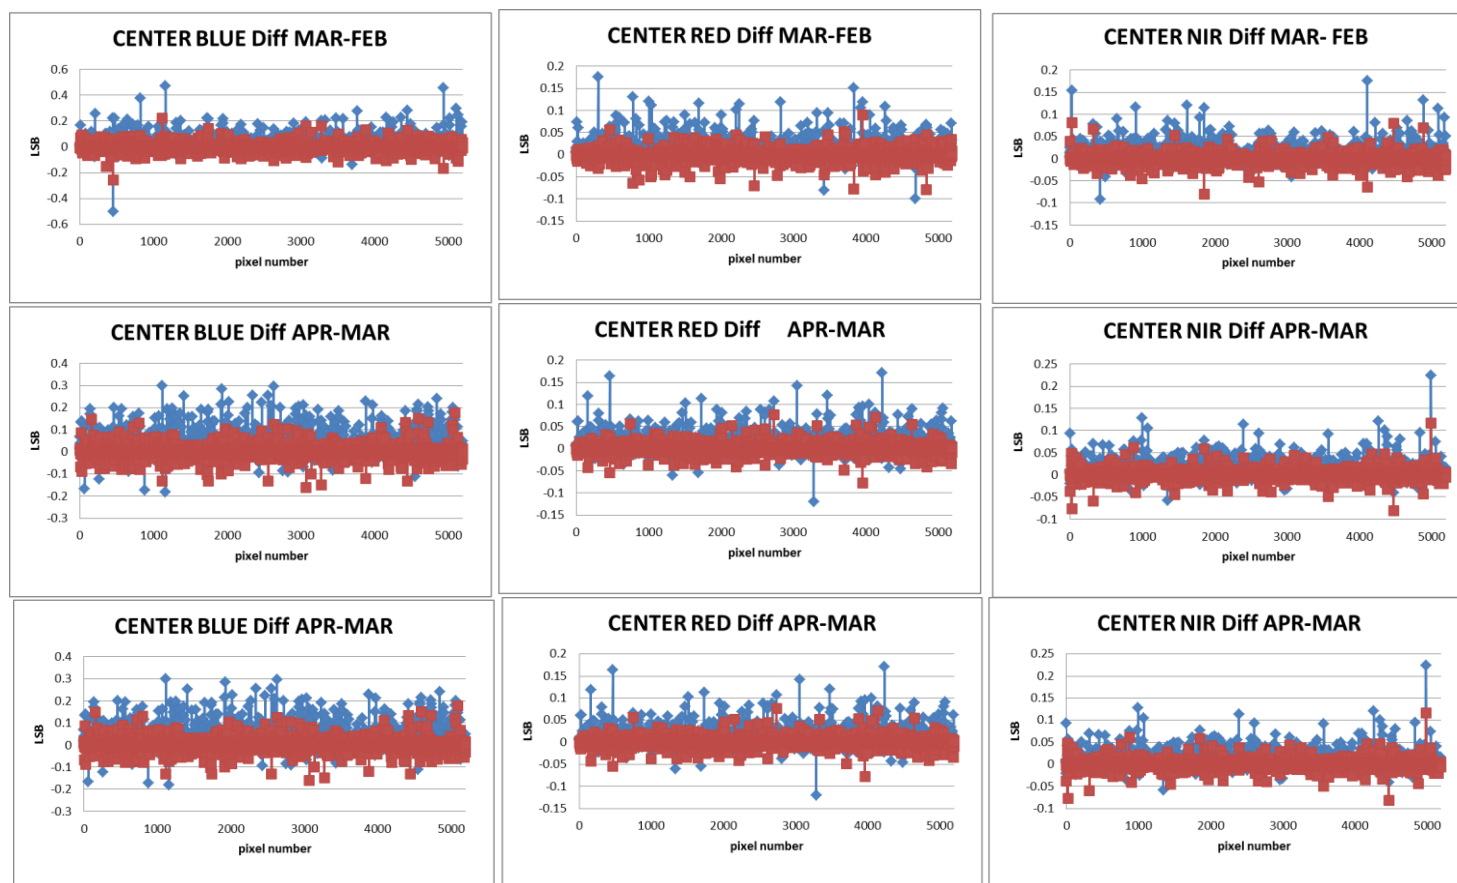 CENTER BLUE Diff MAR-FEB
0.6
0.4
0.2
0
-0.2
-0.4
-0.6
LSB
0 1000 2000 3000 4000 5000
pixel number
CENTER RED Diff MAR-FEB
0.2
0.15
0.1
0.05
0
-0.05
-0.1
-0.15
LSB
0 1000 2000 3000 4000 5000
pixel number
CENTER NIR Diff MAR- FEB
0.2
0.15
0.1
0.05
0
-0.05
-0.1
-0.15
LSB
0 1000 2000 3000 4000 5000
pixel number
CENTER BLUE Diff APR-MAR
0.4
0.3
0.2
0.1
0
-0.1
-0.2
-0.3
LSB
0 1000 2000 3000 4000 5000
pixel number
CENTER RED Diff APR-MAR
0.2
0.15
0.1
0.05
0
-0.05
-0.1
-0.15
LSB
0 1000 2000 3000 4000 5000
pixel number
CENTER NIR Diff APR-MAR
0.25
0.2
0.15
0.1
0.05
0
-0.05
-0.1
LSB
0 1000 2000 3000 4000 5000
pixel number
CENTER BLUE Diff APR-MAR
0.4
0.3
0.2
0.1
0
-0.1
-0.2
-0.3
LSB
0 1000 2000 3000 4000 5000
pixel number
CENTER RED Diff APR-MAR
0.2
0.15
0.1
0.05
0
-0.05
-0.1
-0.15
LSB
0 1000 2000 3000 4000 5000
pixel number
CENTER NIR Diff APR-MAR
0.25
0.2
0.15
0.1
0.05
0
-0.05
-0.1
LSB
0 1000 2000 3000 4000 5000
pixel number